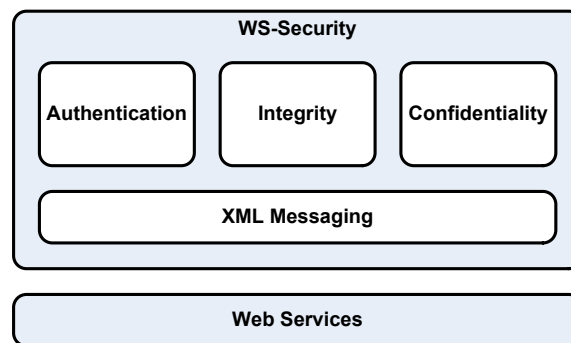 WS-Security
Authentication
Integrity
Confidentiality
XML Messaging
Web Services